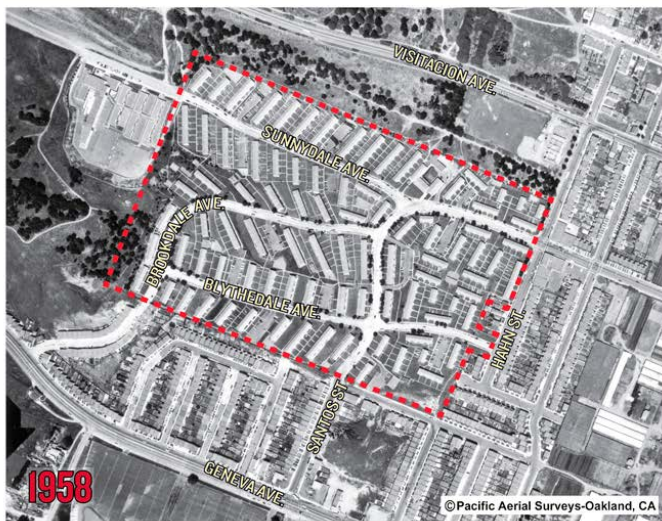 VISITACION AVE.
SUNNYDALE AVE.
BROOKDALE AVE.
BLYTHEDALE AVE.
HAHN ST.
SANTOS ST.
GENEVA AVE.
1958
©Pacific Aerial Surveys-Oakland, CA